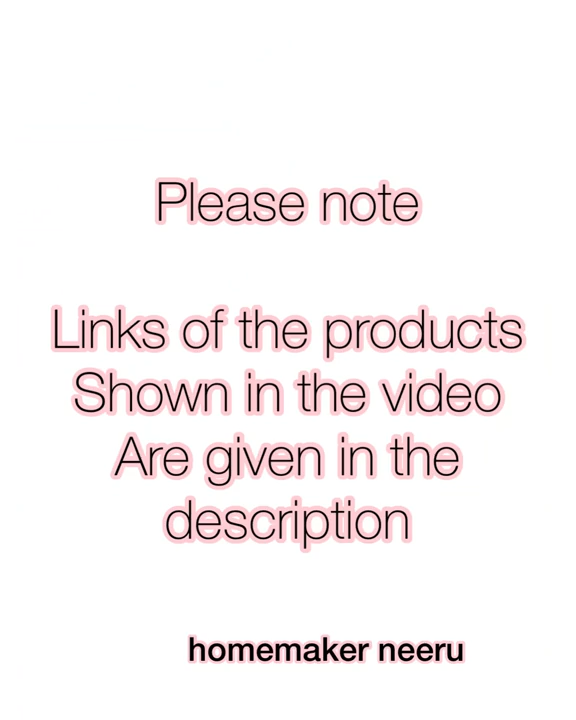 Please note
Links of the products
Shown in the video
Are given in the
description
homemaker neeru